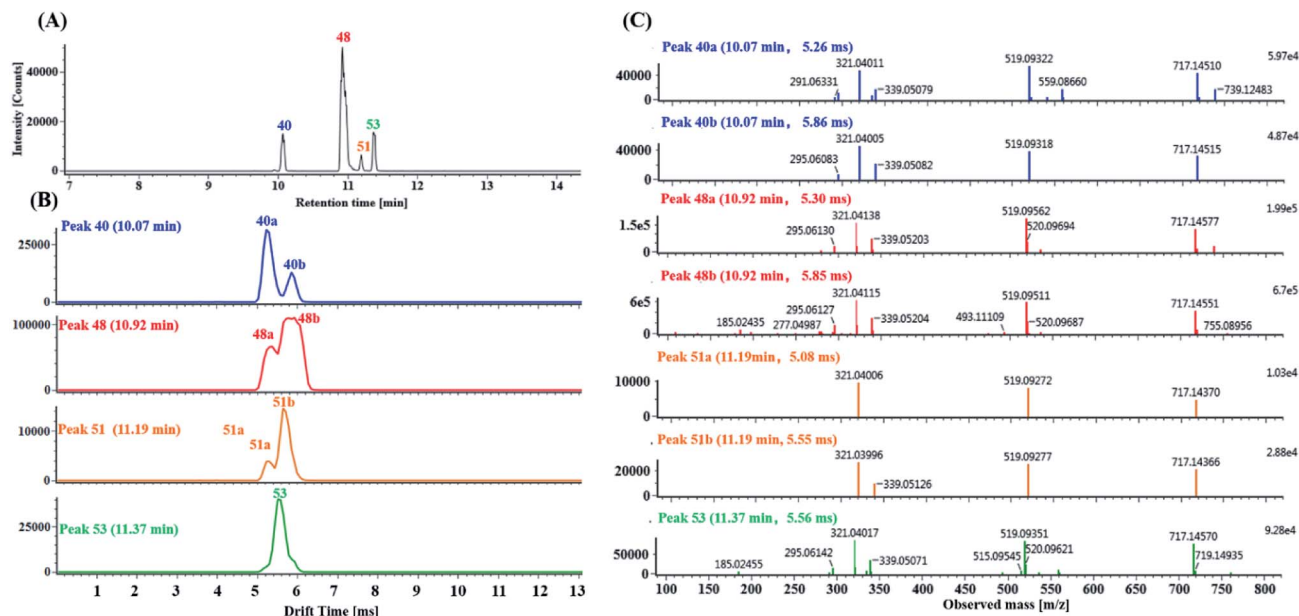 (A)
48
40
51
53
Intensity [Counts]
40000
20000
0
7 8 9 10 11 12 13 14
Retention time [min]
(B)
Peak 40 (10.07 min)
40a
40b
25000
0
Peak 48 (10.92 min)
48a
48b
100000
0
Peak 51 (11.19 min)
51a
51a
51b
10000
0
Peak 53 (11.37 min)
53
25000
0
1 2 3 4 5 6 7 8 9 10 11 12 13
Drift Time [ms]
(C)
Peak 40a (10.07 min, 5.26 ms)
5.97e4
40000
0
291.06331
321.04011
−339.05079
519.09322
559.08660
717.14510
−739.12483
Peak 40b (10.07 min, 5.86 ms)
4.87e4
40000
0
295.06083
321.04005
−339.05082
519.09318
717.14515
Peak 48a (10.92 min, 5.30 ms)
1.99e5
1.5e5
0
295.06130
321.04138
−339.05203
519.09562
520.09694
717.14577
Peak 48b (10.92 min, 5.85 ms)
6.7e5
6e5
0
185.02435
277.04987
295.06127
321.04115
−339.05204
493.11109
519.09511
−520.09687
717.14551
755.08956
Peak 51a (11.19min, 5.08 ms)
1.03e4
10000
0
321.04006
519.09272
717.14370
Peak 51b (11.19 min, 5.55 ms)
2.88e4
20000
0
321.03996
−339.05126
519.09277
717.14366
Peak 53 (11.37 min, 5.56 ms)
9.28e4
50000
0
185.02455
295.06142
321.04017
−339.05071
515.09545
519.09351
520.09621
717.14570
719.14935
100 150 200 250 300 350 400 450 500 550 600 650 700 750 800
Observed mass [m/z]